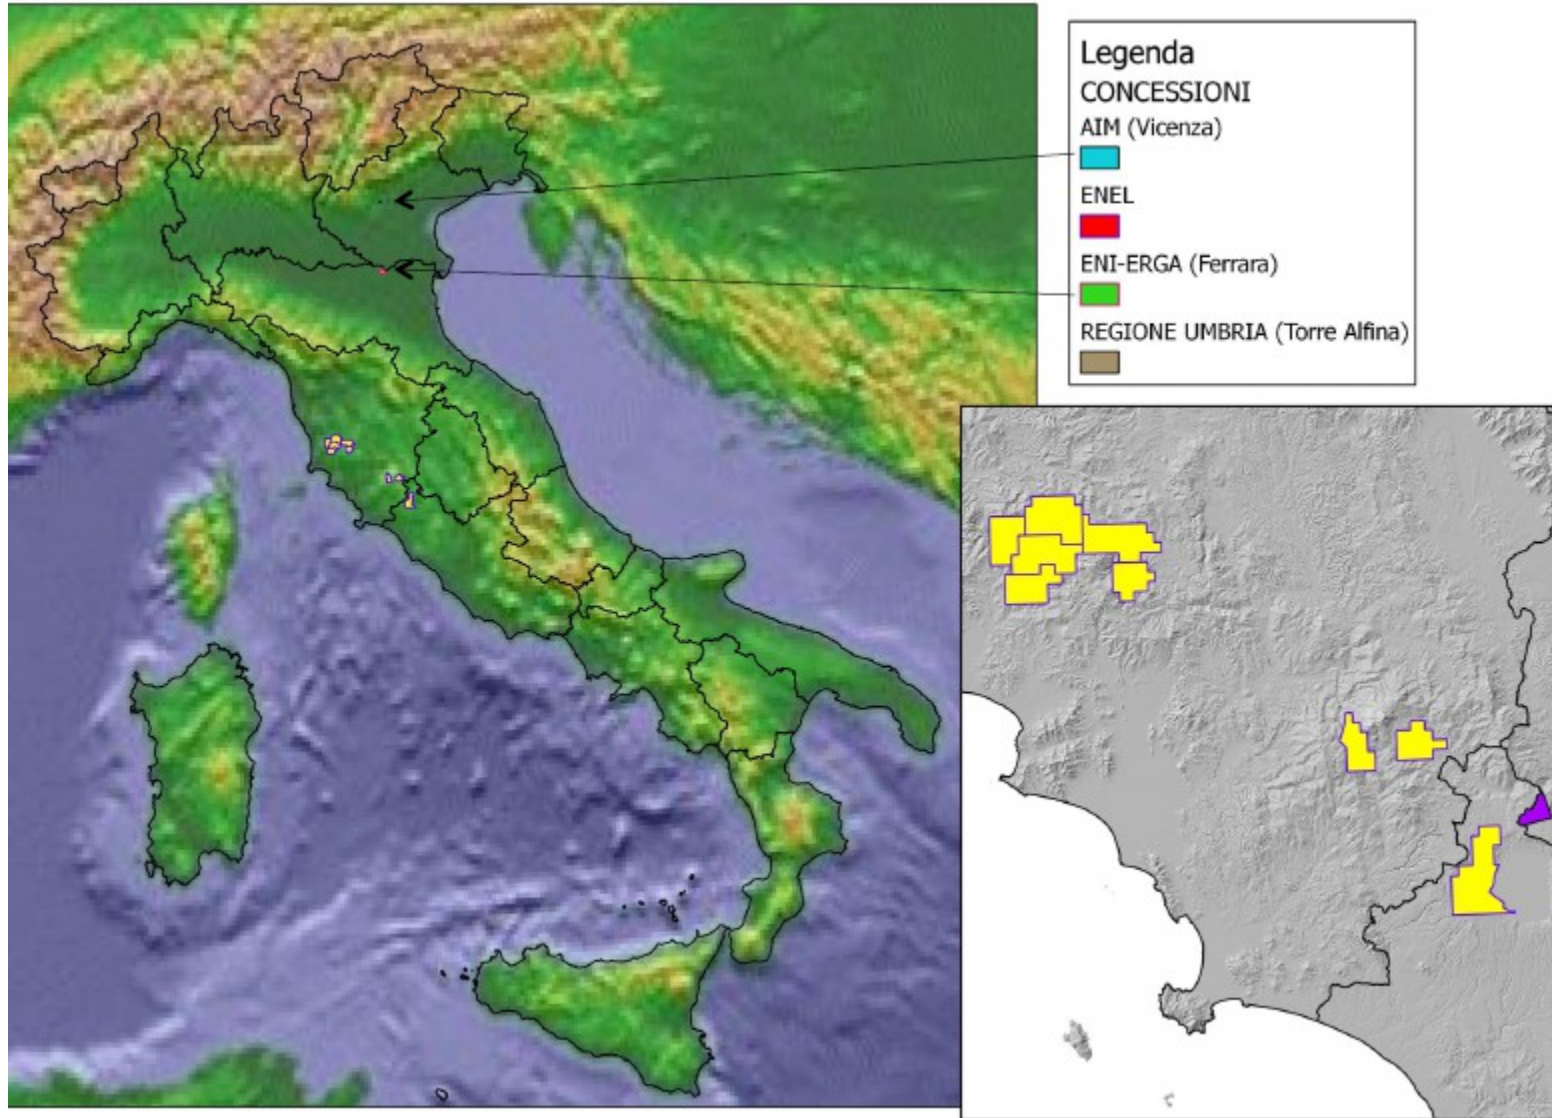 Legenda
CONCESSIONI
AIM (Vicenza)
ENEL
ENI-ERGA (Ferrara)
REGIONE UMBRIA (Torre Alfina)